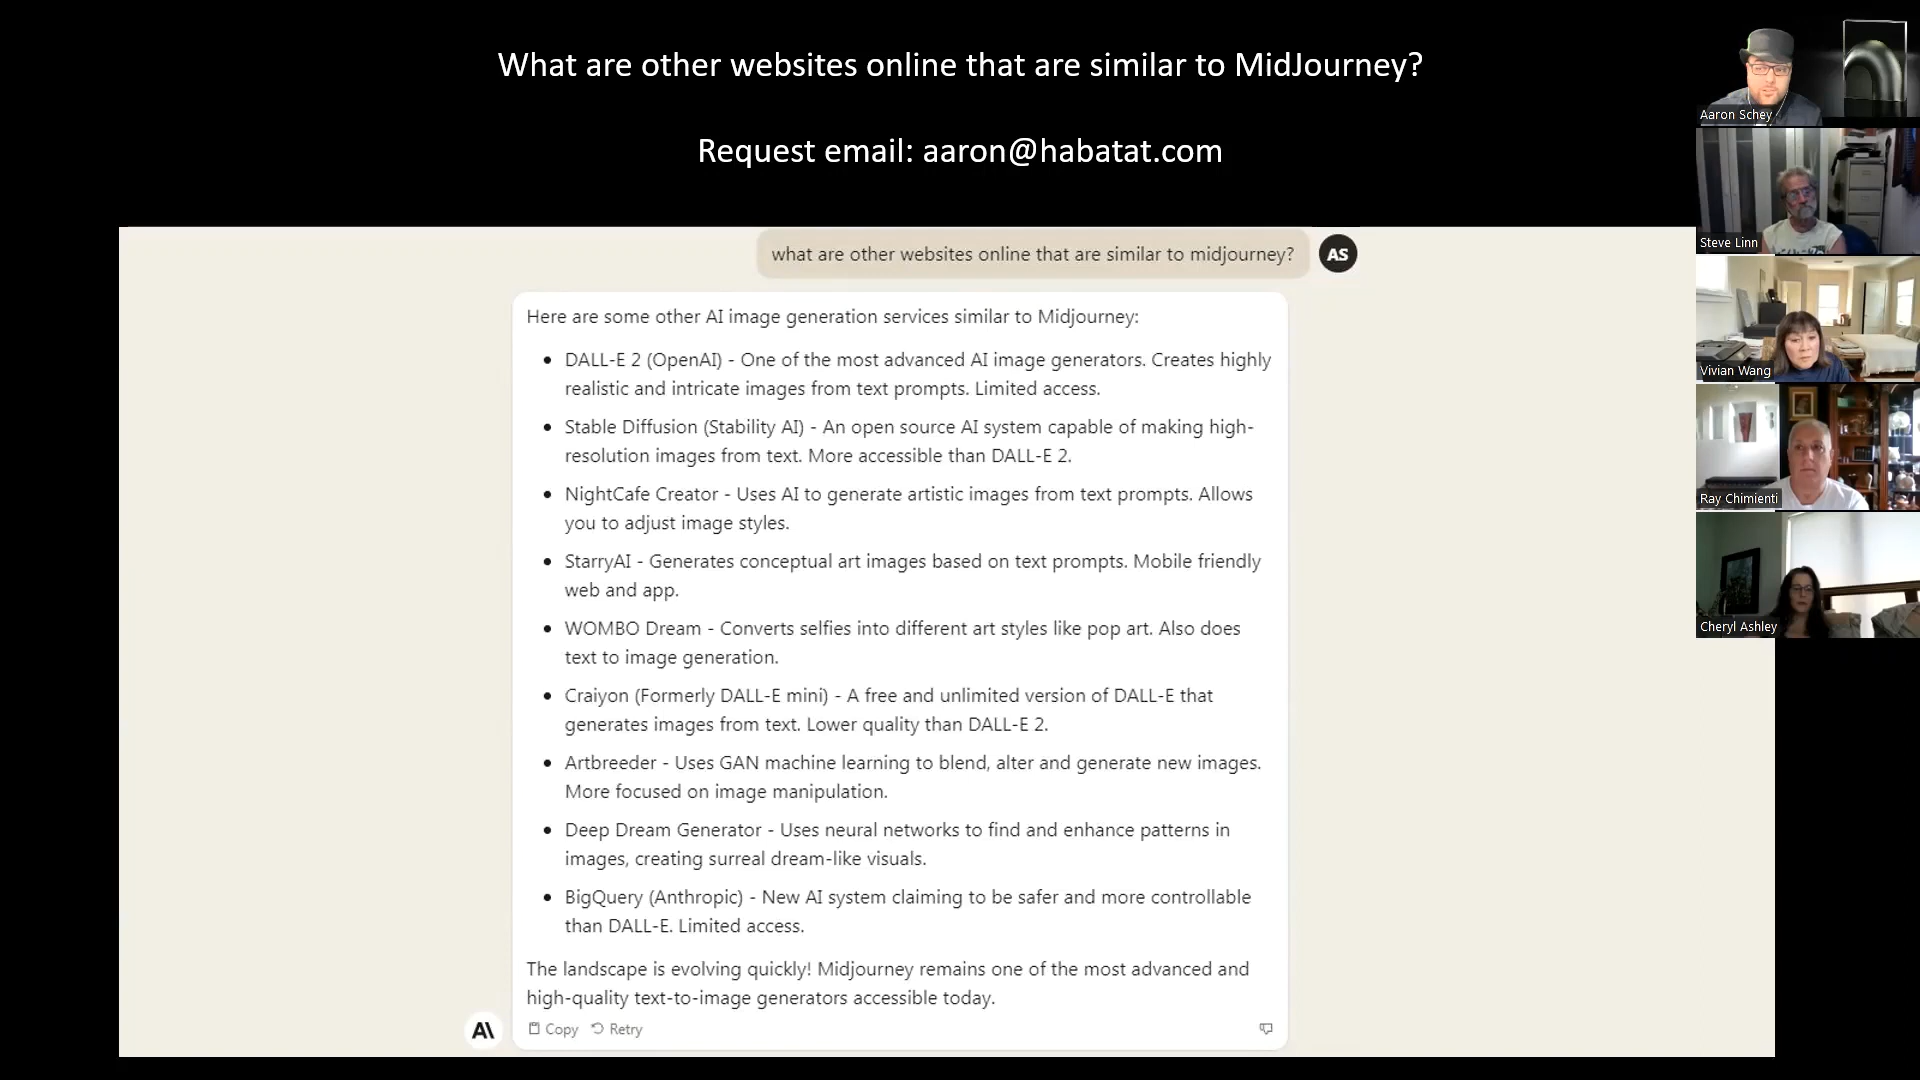 What are other websites online that are similar to MidJourney?
Request email: aaron@habatat.com
what are other websites online that are similar to midjourney?
AS
Here are some other AI image generation services similar to Midjourney:
• DALL-E 2 (OpenAI) - One of the most advanced AI image generators. Creates highly
realistic and intricate images from text prompts. Limited access.
• Stable Diffusion (Stability AI) - An open source AI system capable of making high-
resolution images from text. More accessible than DALL-E 2.
• NightCafe Creator - Uses AI to generate artistic images from text prompts. Allows
you to adjust image styles.
• StarryAI - Generates conceptual art images based on text prompts. Mobile friendly
web and app.
• WOMBO Dream - Converts selfies into different art styles like pop art. Also does
text to image generation.
• Craiyon (Formerly DALL-E mini) - A free and unlimited version of DALL-E that
generates images from text. Lower quality than DALL-E 2.
• Artbreeder - Uses GAN machine learning to blend, alter and generate new images.
More focused on image manipulation.
• Deep Dream Generator - Uses neural networks to find and enhance patterns in
images, creating surreal dream-like visuals.
• BigQuery (Anthropic) - New AI system claiming to be safer and more controllable
than DALL-E. Limited access.
The landscape is evolving quickly! Midjourney remains one of the most advanced and
high-quality text-to-image generators accessible today.
A\
Copy Retry
Aaron Schey
Steve Linn
Vivian Wang
Ray Chimienti
Cheryl Ashley